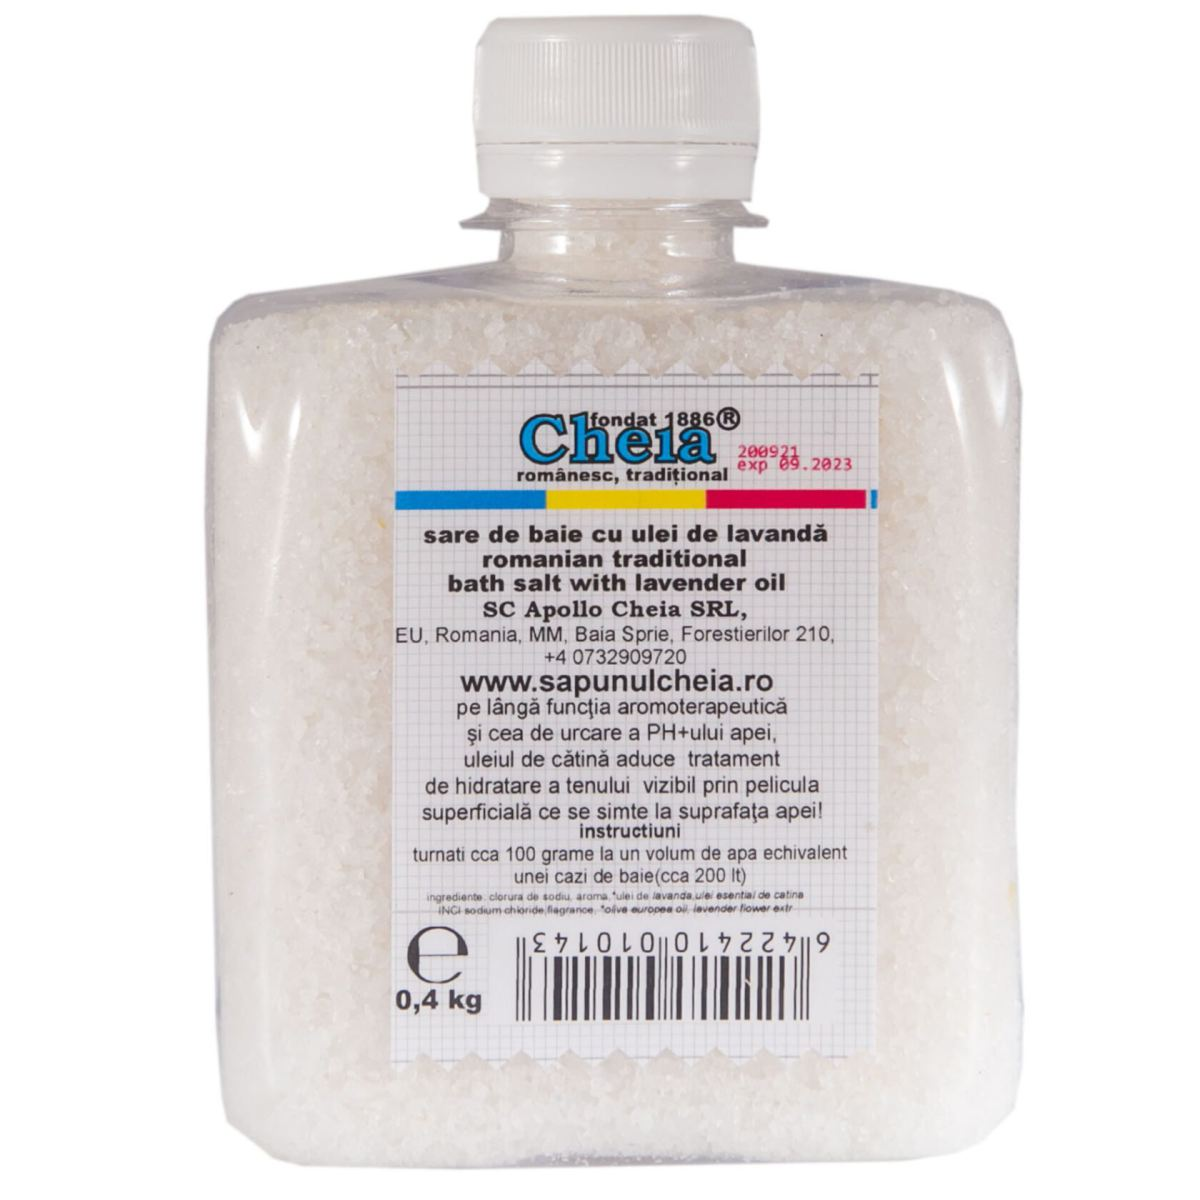 fondat 1886®
Cheia
românesc, tradițional
200921
exp 09.2023
sare de baie cu ulei de lavandă
romanian traditional
bath salt with lavender oil
SC Apollo Cheia SRL,
EU, Romania, MM, Baia Sprie, Forestierilor 210,
+4 0732909720
www.sapunulcheia.ro
pe lângă funcţia aromoterapeutică
şi cea de urcare a PH+ului apei,
uleiul de cătină aduce tratament
de hidratare a tenului vizibil prin pelicula
superficială ce se simte la suprafaţa apei!
instructiuni
turnati cca 100 grame la un volum de apa echivalent
unei cazi de baie(cca 200 lt)
ingrediente: clorura de sodiu, aroma,*ulei de lavanda,ulei esential de catina
INCI sodium chloride,flagrance, *olive europea oil, lavender flower extr
e
0,4 kg
6422410010143